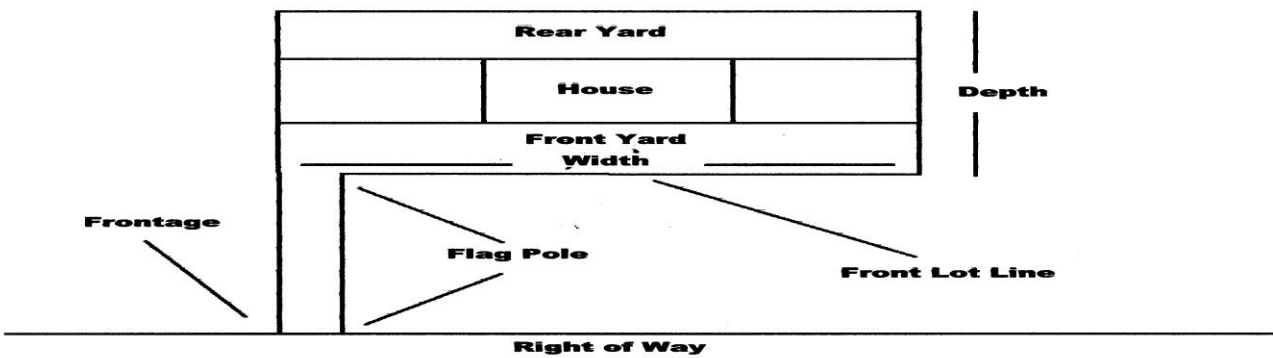 Rear Yard
House
Depth
Front Yard
Width
Frontage
Flag Pole
Front Lot Line
Right of Way